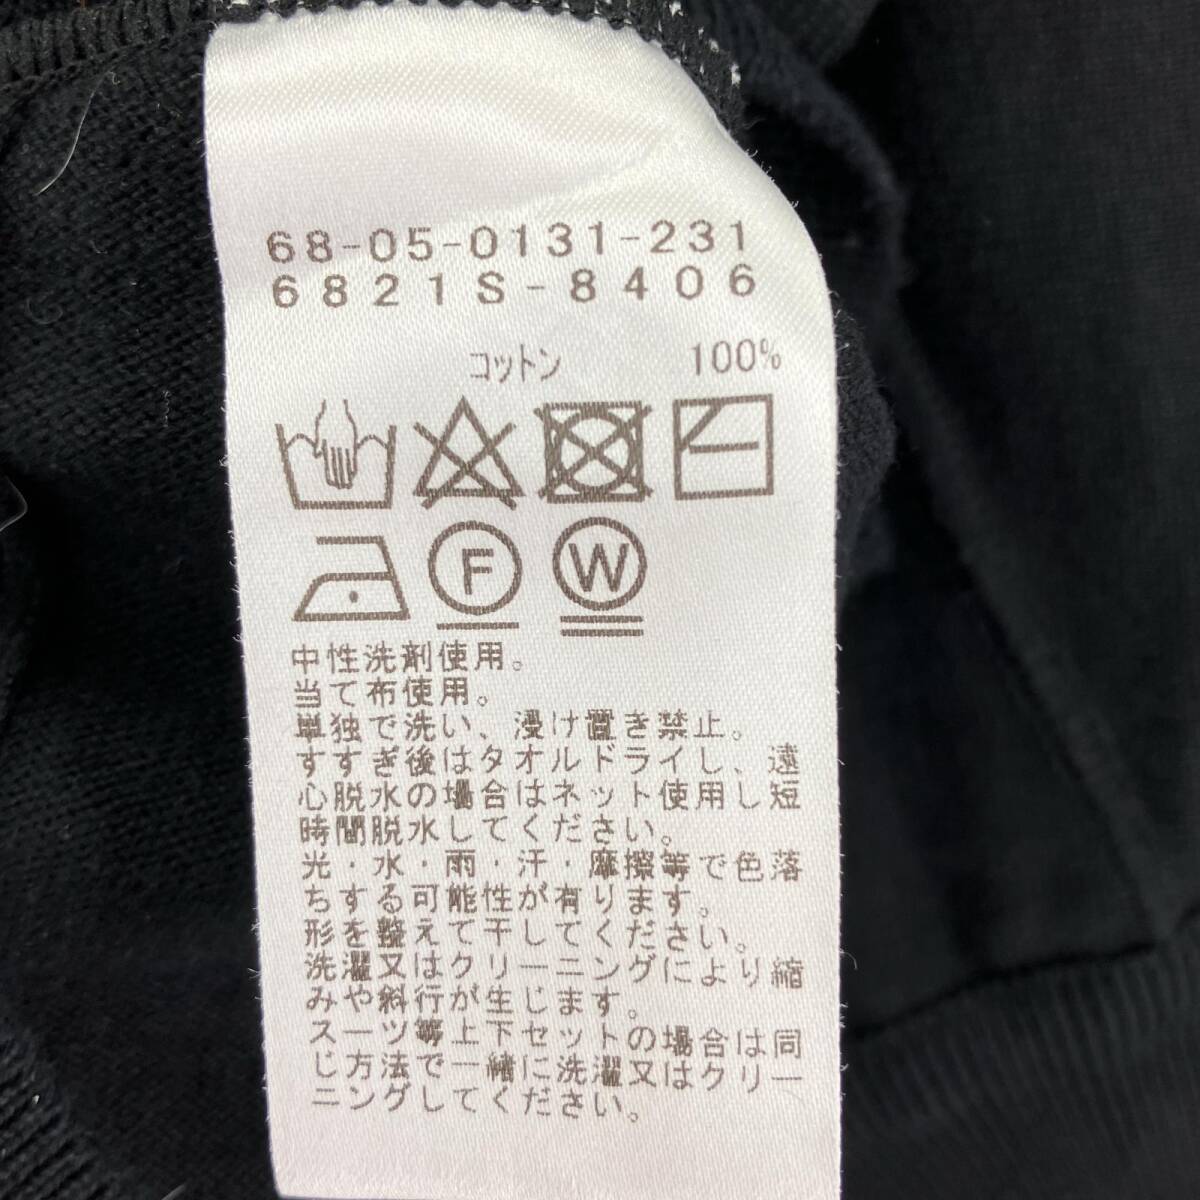 68-05-0131-231
6821S-8406
コットン 100%
F W
中性洗剤使用。
当て布使用。
単独で洗い、浸け置き禁止。
すすぎ後はタオルドライし、遠
心脱水の場合はネット使用し短
時間脱水してください。
光・水・雨・汗・摩擦等で色落
ちする可能性が有ります。
形を整えて干してください。
洗濯又はクリーニングにより縮
みや斜行が生じます。
スーツ等上下セットの場合は同
じ方法で一緒に洗濯又はクリー
ニングしてください。